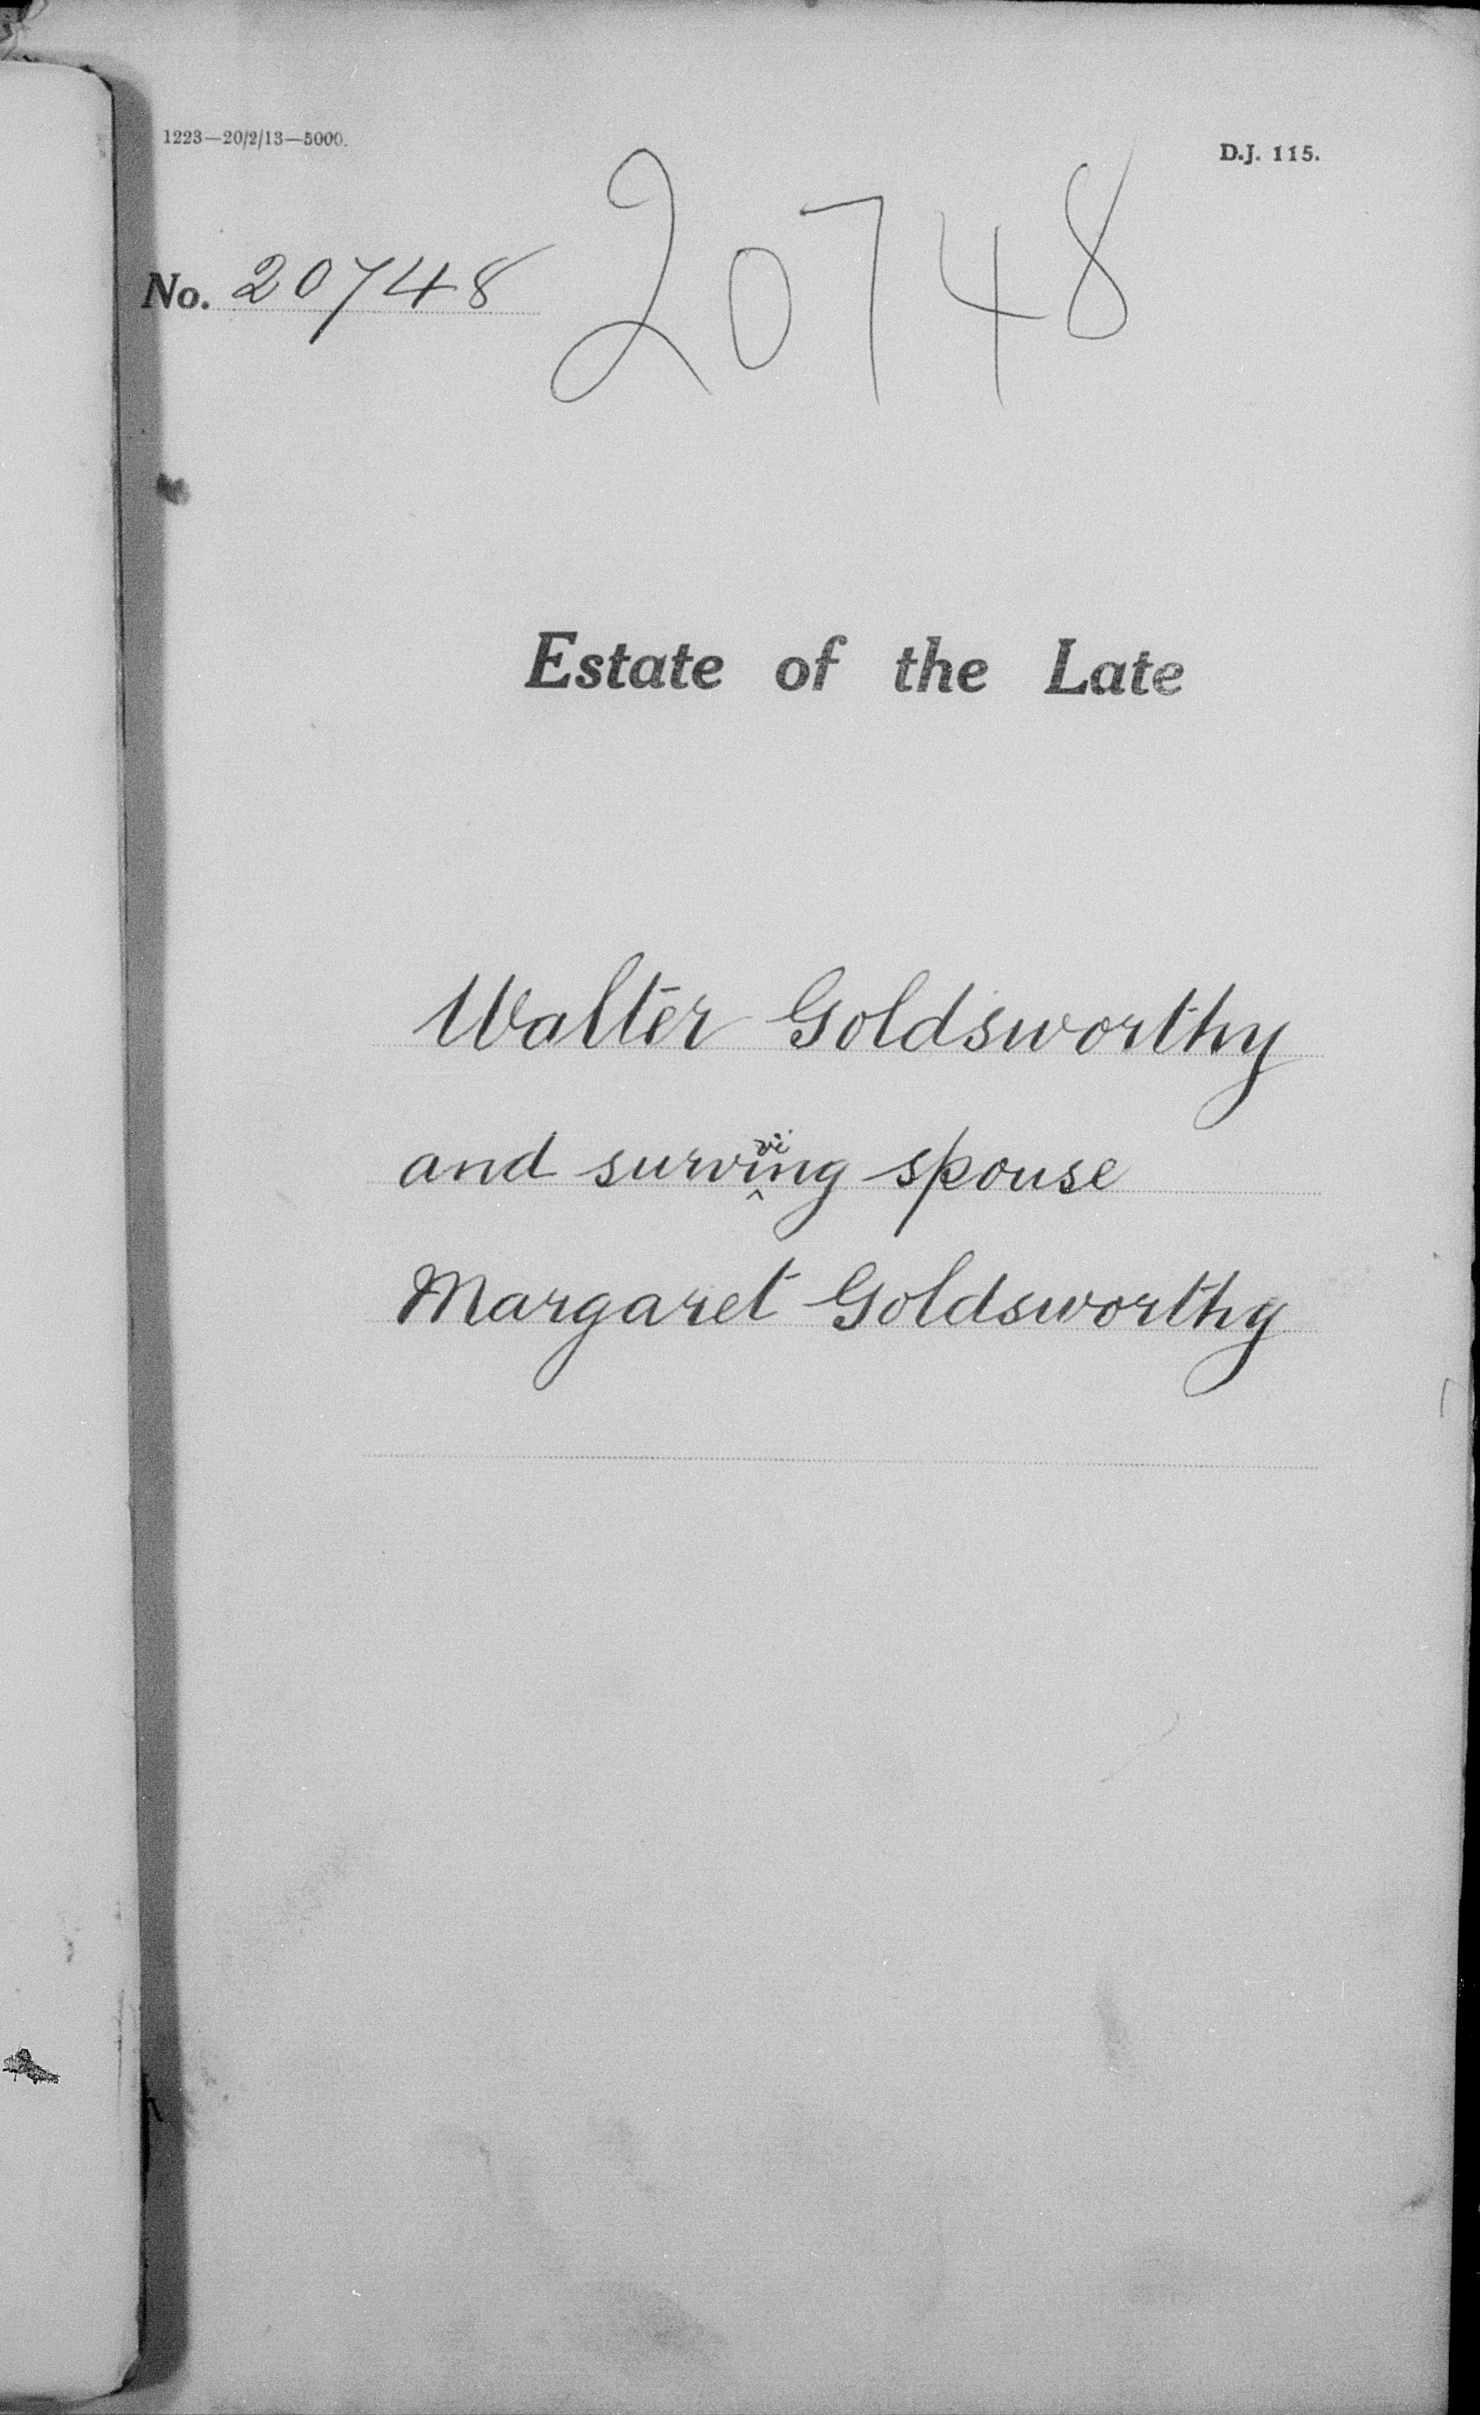 1223—20/2/13—5000.
D.J. 115.
No. 20748
20748
Estate of the Late
Walter Goldsworthy
and surviving spouse
Margaret Goldsworthy